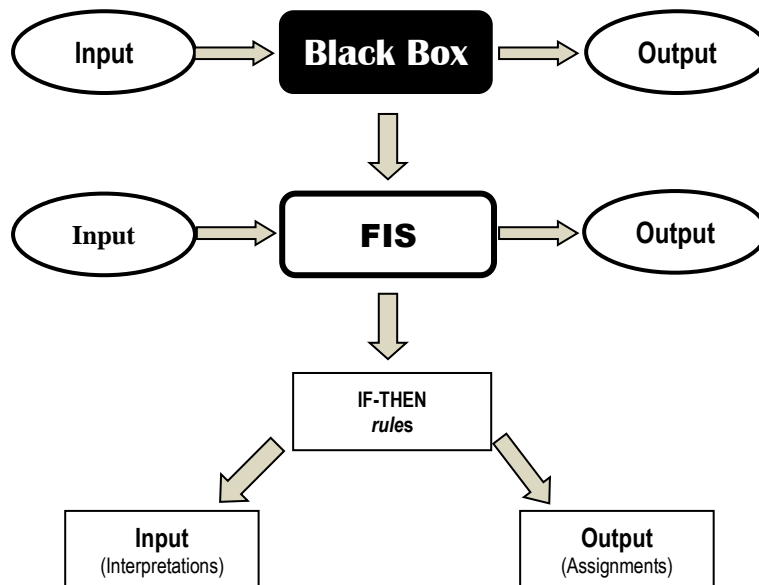 Input
Black Box
Output
Input
FIS
Output
IF-THEN
rules
Input
(Interpretations)
Output
(Assignments)